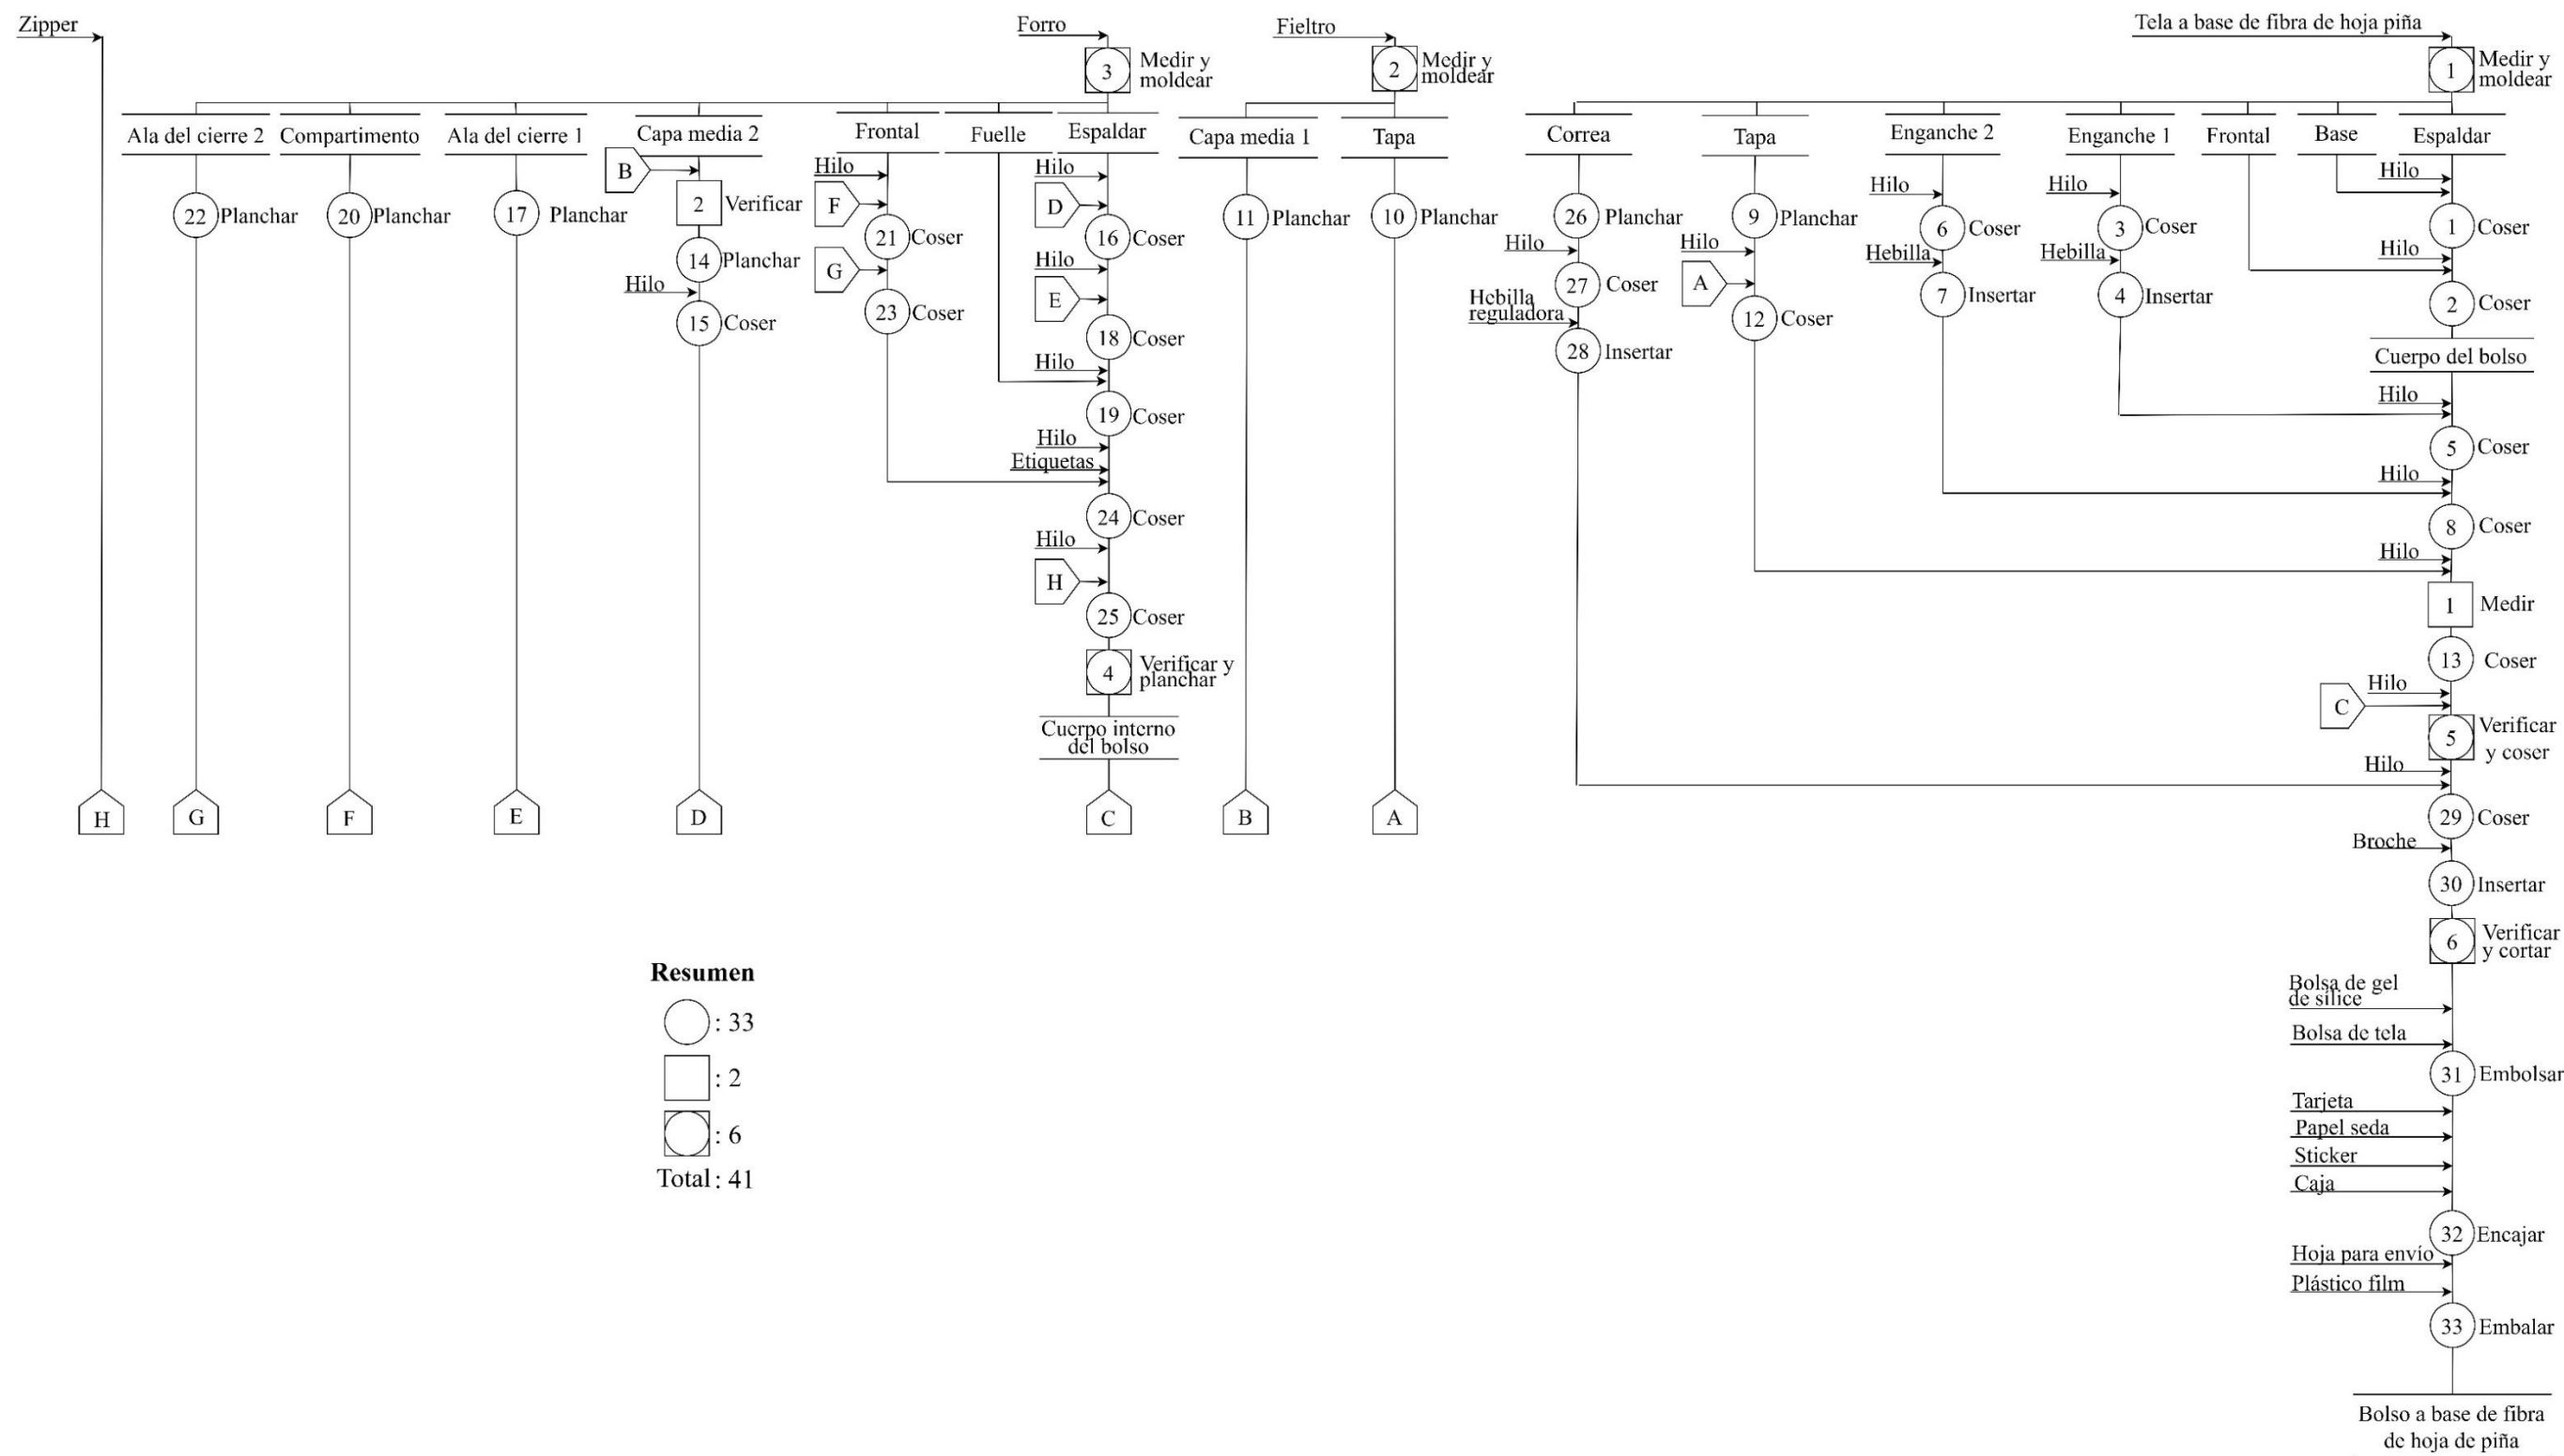 Zipper
Forro
Fieltro
Tela a base de fibra de hoja piña
3
Medir y
moldear
2
Medir y
moldear
1
Medir y
moldear
Ala del cierre 2
Compartimento
Ala del cierre 1
Capa media 2
Frontal
Fuelle
Espaldar
Capa media 1
Tapa
Correa
Tapa
Enganche 2
Enganche 1
Frontal
Base
Espaldar
22 Planchar
20 Planchar
17 Planchar
B
2 Verificar
14 Planchar
Hilo
15 Coser
Hilo
F
21 Coser
G
23 Coser
Hilo
D
16 Coser
Hilo
E
18 Coser
Hilo
19 Coser
Hilo
Etiquetas
24 Coser
Hilo
H
25 Coser
4
Verificar y
planchar
Cuerpo interno
del bolso
11 Planchar
10 Planchar
26 Planchar
Hilo
27 Coser
Hebilla
reguladora
28 Insertar
9 Planchar
Hilo
A
12 Coser
Hilo
6 Coser
Hebilla
7 Insertar
Hilo
3 Coser
Hebilla
4 Insertar
Hilo
1 Coser
Hilo
2 Coser
Cuerpo del bolso
Hilo
5 Coser
Hilo
8 Coser
Hilo
1 Medir
13 Coser
Hilo
C
5
Verificar
y coser
Hilo
29 Coser
Broche
30 Insertar
6
Verificar
y cortar
Bolsa de gel
de sílice
Bolsa de tela
31 Embolsar
Tarjeta
Papel seda
Sticker
Caja
32 Encajar
Hoja para envío
Plástico film
33 Embalar
Bolso a base de fibra
de hoja de piña
H
G
F
E
D
C
B
A
Resumen
: 33
: 2
: 6
Total : 41